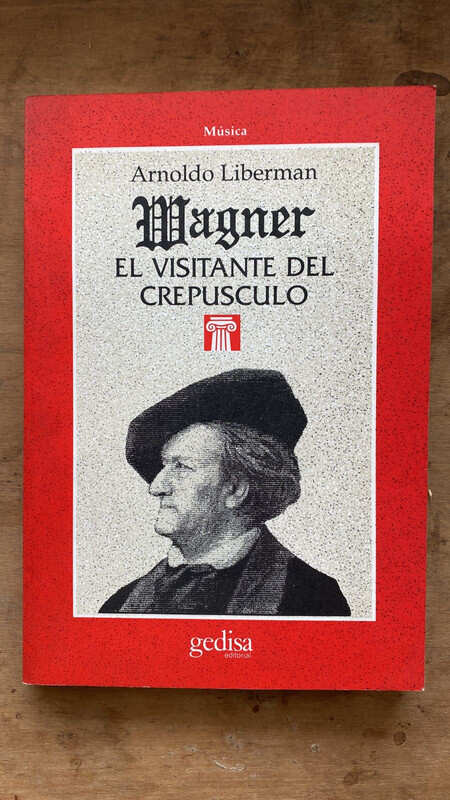 Música
Arnoldo Liberman
Wagner
EL VISITANTE DEL
CREPUSCULO
gedisa
editorial